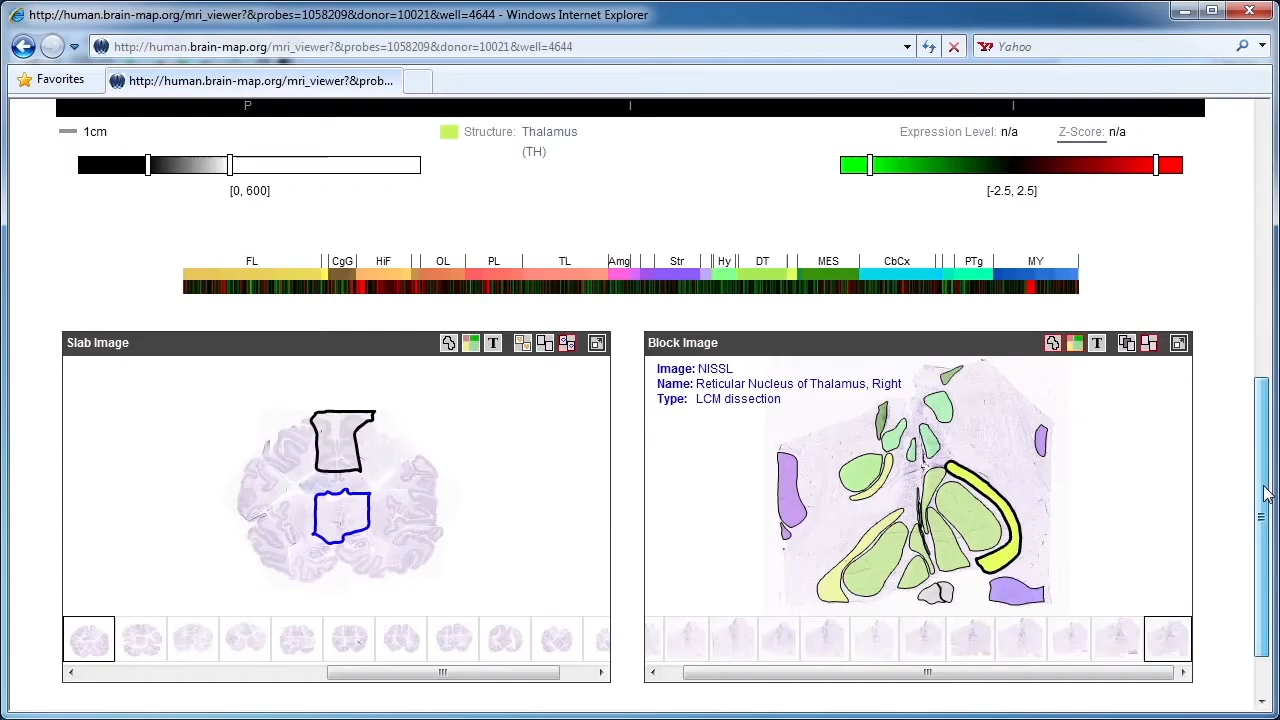 http://human.brain-map.org/mri_viewer?&probes=1058209&donor=10021&well=4644 - Windows Internet Explorer
http://human.brain-map.org/mri_viewer?&probes=1058209&donor=10021&well=4644
Yahoo
Favorites
http://human.brain-map.org/mri_viewer?&prob...
P I I
1cm
Structure: Thalamus
(TH)
Expression Level: n/a Z-Score: n/a
[0, 600]
[-2.5, 2.5]
FL CgG HiF OL PL TL Amg Str Hy DT MES CbCx PTg MY
Slab Image
T
Block Image
T
Image: NISSL
Name: Reticular Nucleus of Thalamus, Right
Type: LCM dissection